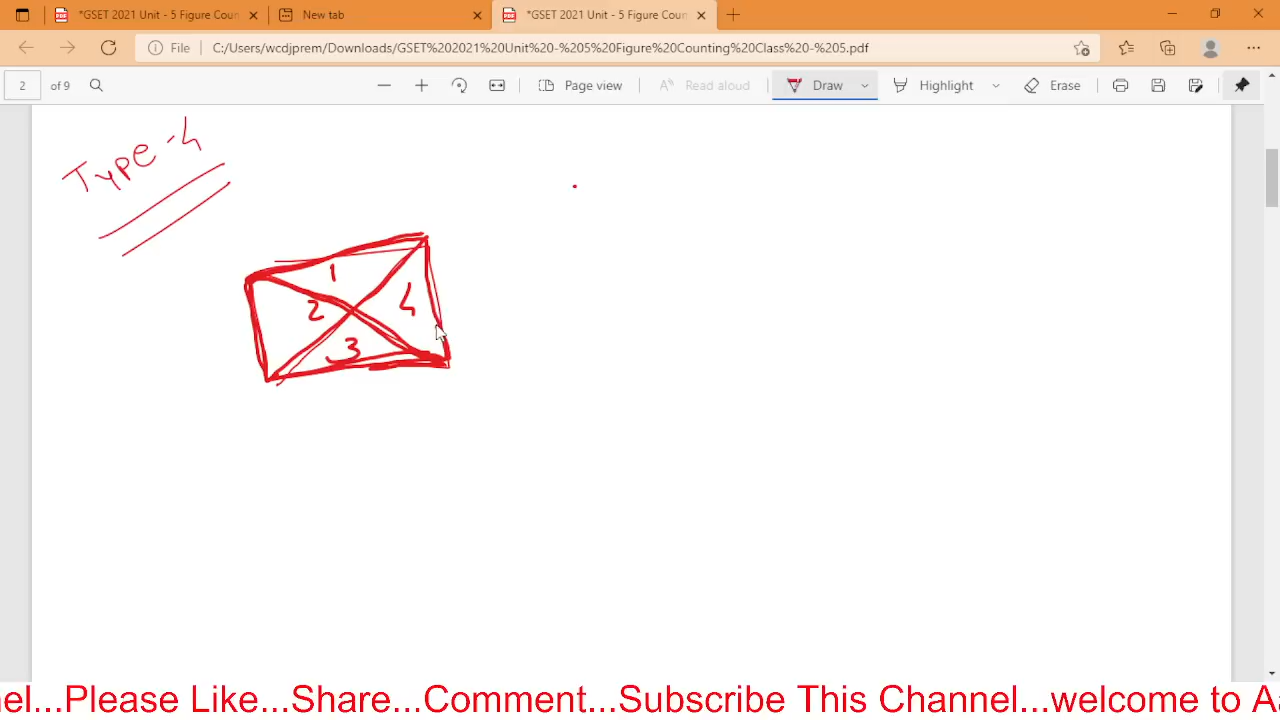 *GSET 2021 Unit - 5 Figure Coun
New tab
*GSET 2021 Unit - 5 Figure Coun
File
C:/Users/wcdjprem/Downloads/GSET%202021%20Unit%20-%205%20Figure%20Counting%20Class%20-%205.pdf
2 of 9
Page view
Read aloud
Draw
Highlight
Erase
Type-4
1
2
4
3
nel...Please Like...Share...Comment...Subscribe This Channel...welcome to A